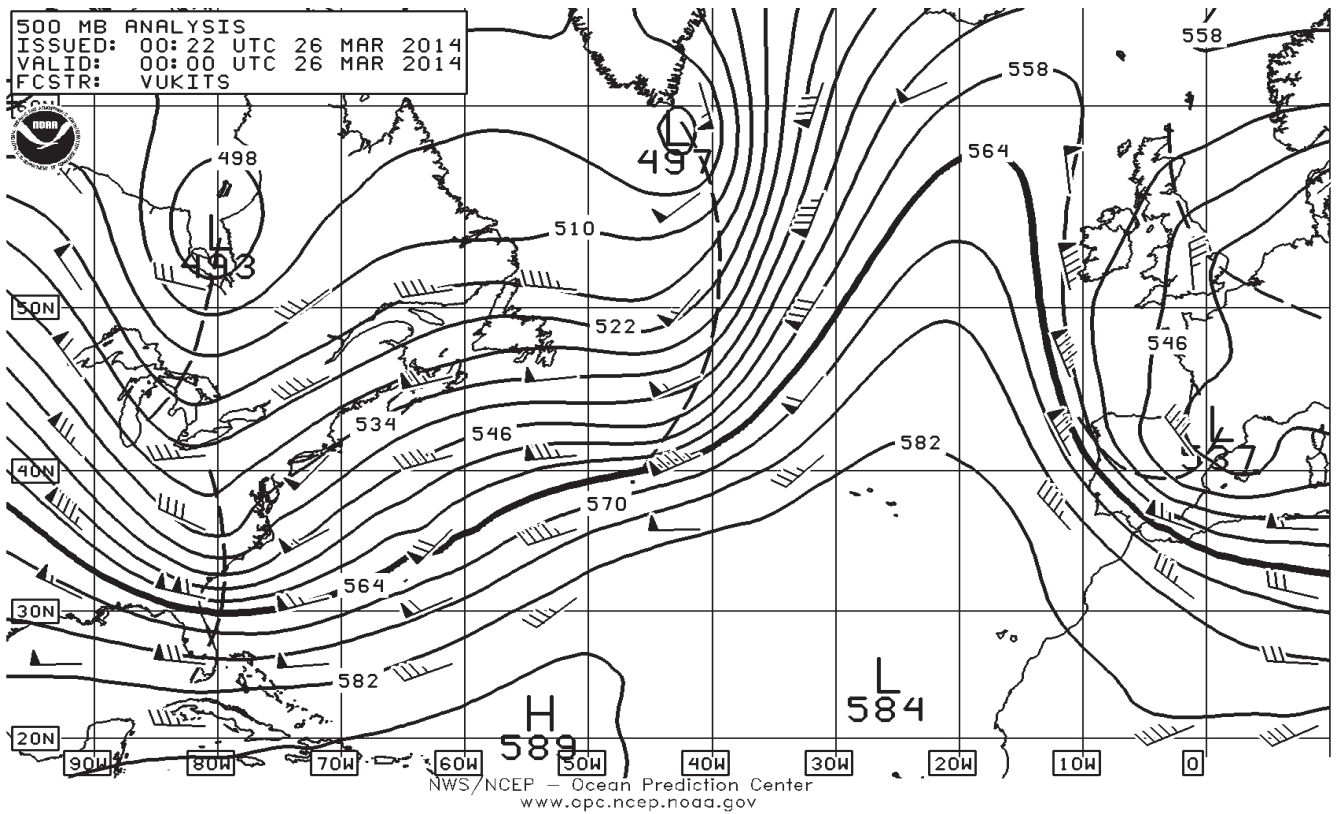 500 MB ANALYSIS
ISSUED: 00:22 UTC 26 MAR 2014
VALID: 00:00 UTC 26 MAR 2014
FCSTR: VUKITS
NOAA
558
558
498
L
497
564
510
L
493
50N
522
546
534
546
582
L
40N
570
564
30N
582
L
584
H
589
20N
90W 80W 70W 60W 50W 40W 30W 20W 10W 0
NWS/NCEP – Ocean Prediction Center
www.opc.ncep.noaa.gov